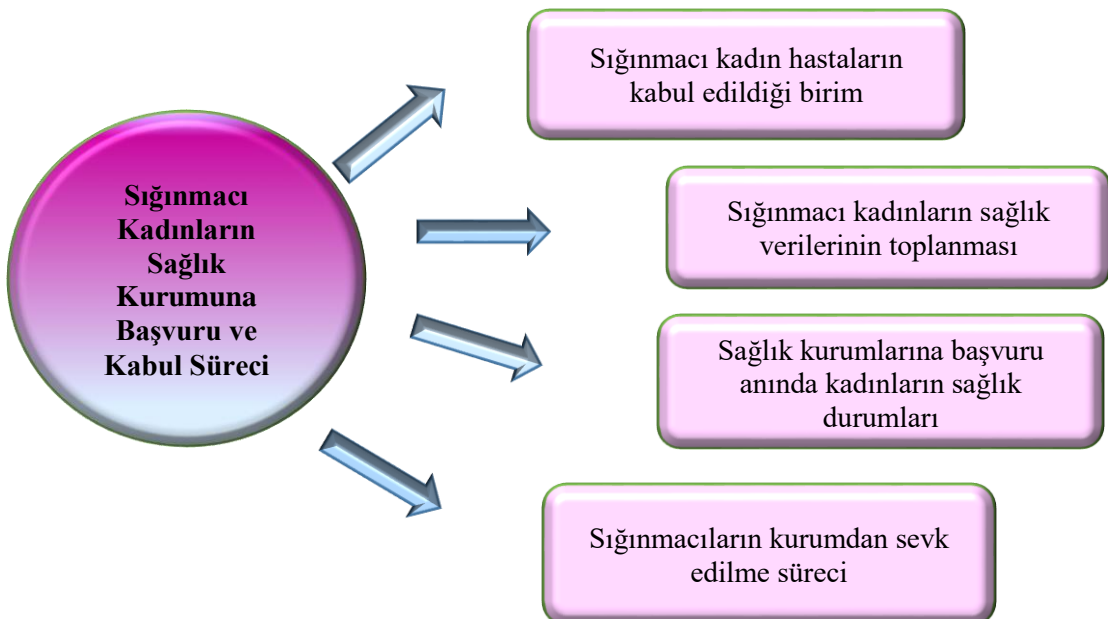 Sığınmacı
Kadınların
Sağlık
Kurumuna
Başvuru ve
Kabul Süreci
Sığınmacı kadın hastaların
kabul edildiği birim
Sığınmacı kadınların sağlık
verilerinin toplanması
Sağlık kurumlarına başvuru
anında kadınların sağlık
durumları
Sığınmacıların kurumdan sevk
edilme süreci